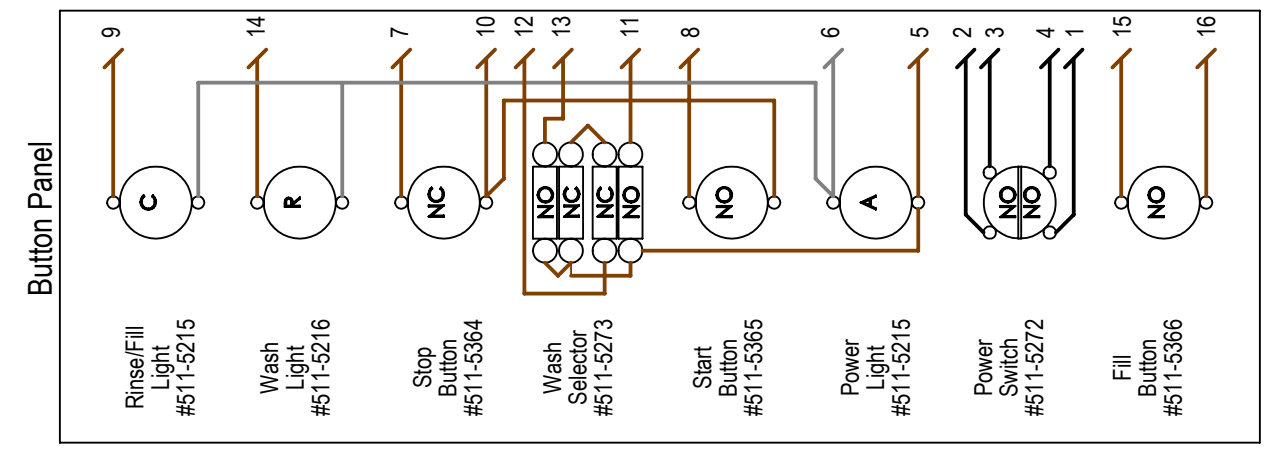 Button Panel
9
14
7
10
12
13
11
8
6
5
2
3
4
1
15
16
C
R
NC
NO
NC
NC
NO
NO
A
NO
NO
NO
Rinse/Fill
Light
#511-5215
Wash
Light
#511-5216
Stop
Button
#511-5364
Wash
Selector
#511-5273
Start
Button
#511-5365
Power
Light
#511-5215
Power
Switch
#511-5272
Fill
Button
#511-5366